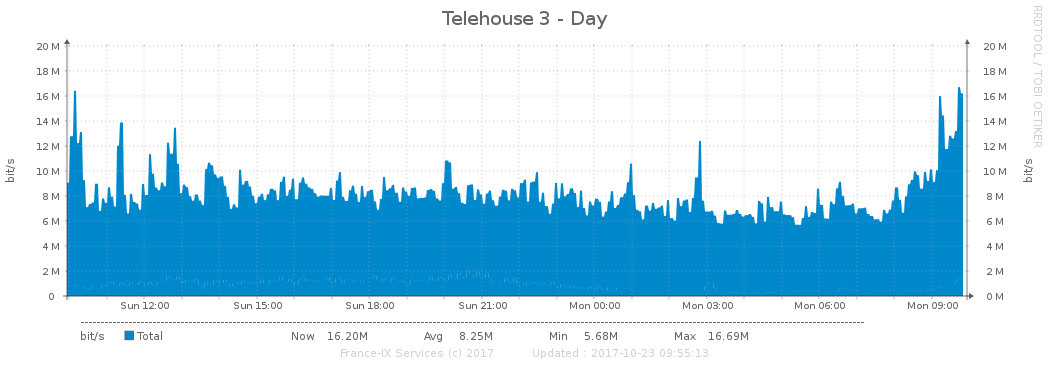 Telehouse 3 - Day
RRDTOOL / TOBI OETIKER
bit/s
20 M
18 M
16 M
14 M
12 M
10 M
8 M
6 M
4 M
2 M
0
20 M
18 M
16 M
14 M
12 M
10 M
8 M
6 M
4 M
2 M
0 M
bit/s
Sun 12:00 Sun 15:00 Sun 18:00 Sun 21:00 Mon 00:00 Mon 03:00 Mon 06:00 Mon 09:00
bit/s Total Now 16.20M Avg 8.25M Min 5.68M Max 16.69M
France-IX Services (c) 2017 Updated : 2017-10-23 09:55:13